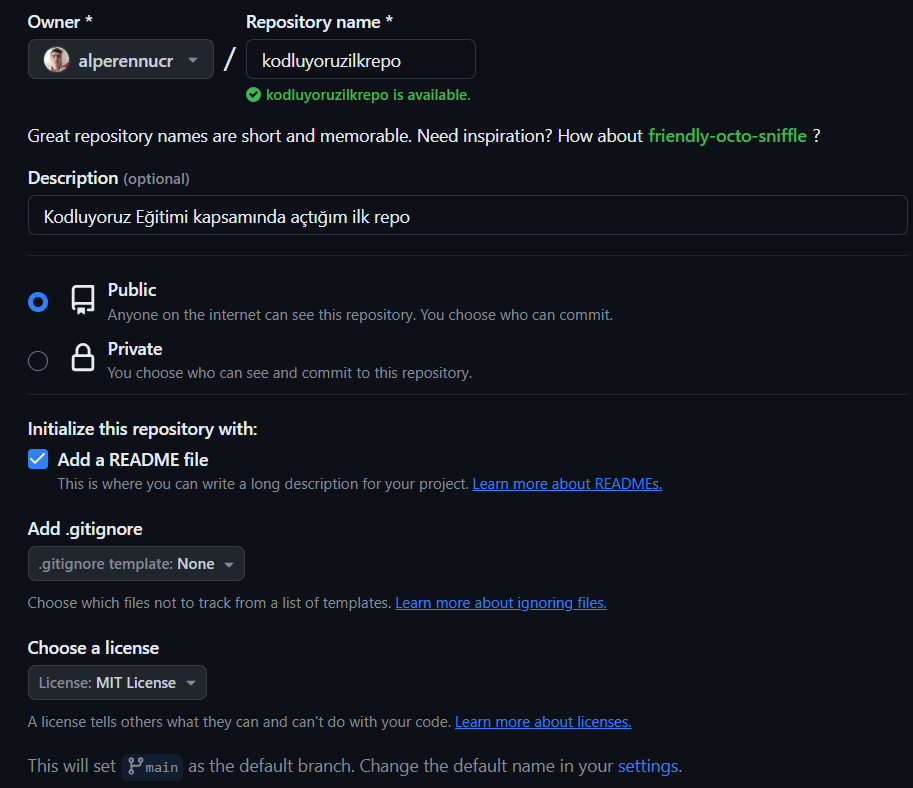 Owner * Repository name *
alperennucr / kodluyoruzilkrepo
kodluyoruzilkrepo is available.
Great repository names are short and memorable. Need inspiration? How about friendly-octo-sniffle ?
Description (optional)
Kodluyoruz Eğitimi kapsamında açtığım ilk repo
Public
Anyone on the internet can see this repository. You choose who can commit.
Private
You choose who can see and commit to this repository.
Initialize this repository with:
Add a README file
This is where you can write a long description for your project. Learn more about READMEs.
Add .gitignore
.gitignore template: None
Choose which files not to track from a list of templates. Learn more about ignoring files.
Choose a license
License: MIT License
A license tells others what they can and can't do with your code. Learn more about licenses.
This will set main as the default branch. Change the default name in your settings.